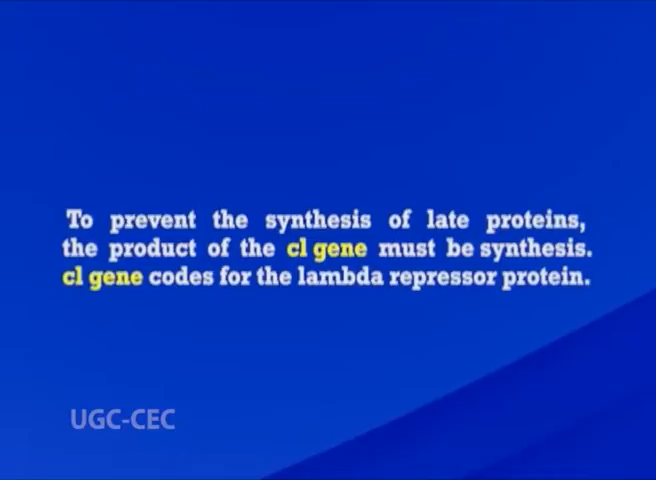 To prevent the synthesis of late proteins,
the product of the cl gene must be synthesis.
cl gene codes for the lambda repressor protein.
UGC-CEC